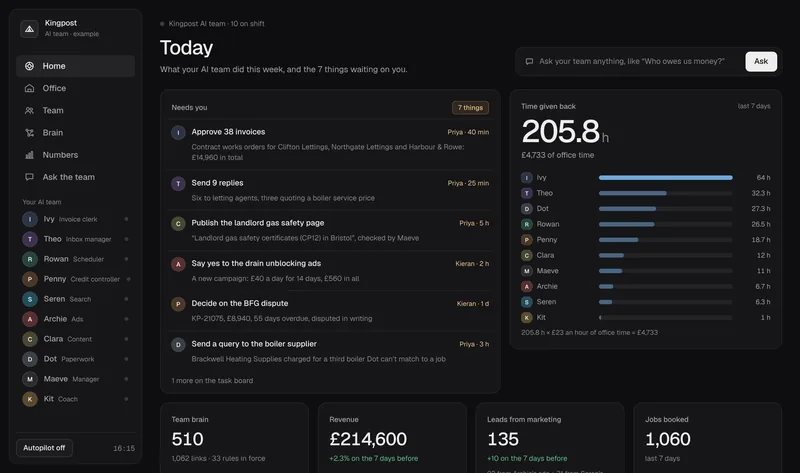 Kingpost
AI team · example
Home
Office
Team
Brain
Numbers
Ask the team
Your AI team
I Ivy Invoice clerk
T Theo Inbox manager
R Rowan Scheduler
P Penny Credit controller
S Seren Search
A Archie Ads
C Clara Content
D Dot Paperwork
M Maeve Manager
K Kit Coach
Autopilot off
16:15
Kingpost AI team · 10 on shift
Today
What your AI team did this week, and the 7 things waiting on you.
Ask your team anything, like "Who owes us money?"
Ask
Needs you
7 things
I Approve 38 invoices Priya · 40 min
Contract works orders for Clifton Lettings, Northgate Lettings and Harbour & Rowe:
£14,960 in total
T Send 9 replies Priya · 25 min
Six to letting agents, three quoting a boiler service price
C Publish the landlord gas safety page Priya · 5 h
"Landlord gas safety certificates (CP12) in Bristol", checked by Maeve
A Say yes to the drain unblocking ads Kieran · 2 h
A new campaign: £40 a day for 14 days, £560 in all
P Decide on the BFG dispute Kieran · 1 d
KP-21075, £8,940, 55 days overdue, disputed in writing
D Send a query to the boiler supplier Priya · 3 h
Brackwell Heating Supplies charged for a third boiler Dot can't match to a job
1 more on the task board
Time given back
last 7 days
205.8h
£4,733 of office time
I Ivy 64 h
T Theo 32.3 h
D Dot 27.3 h
R Rowan 26.5 h
P Penny 18.7 h
C Clara 12 h
M Maeve 11 h
A Archie 6.7 h
S Seren 6.3 h
K Kit 1 h
205.8 h × £23 an hour of office time = £4,733
Team brain
510
1,062 links · 33 rules in force
Revenue
£214,600
+2.3% on the 7 days before
Leads from marketing
135
+10 on the 7 days before
Jobs booked
1,060
last 7 days